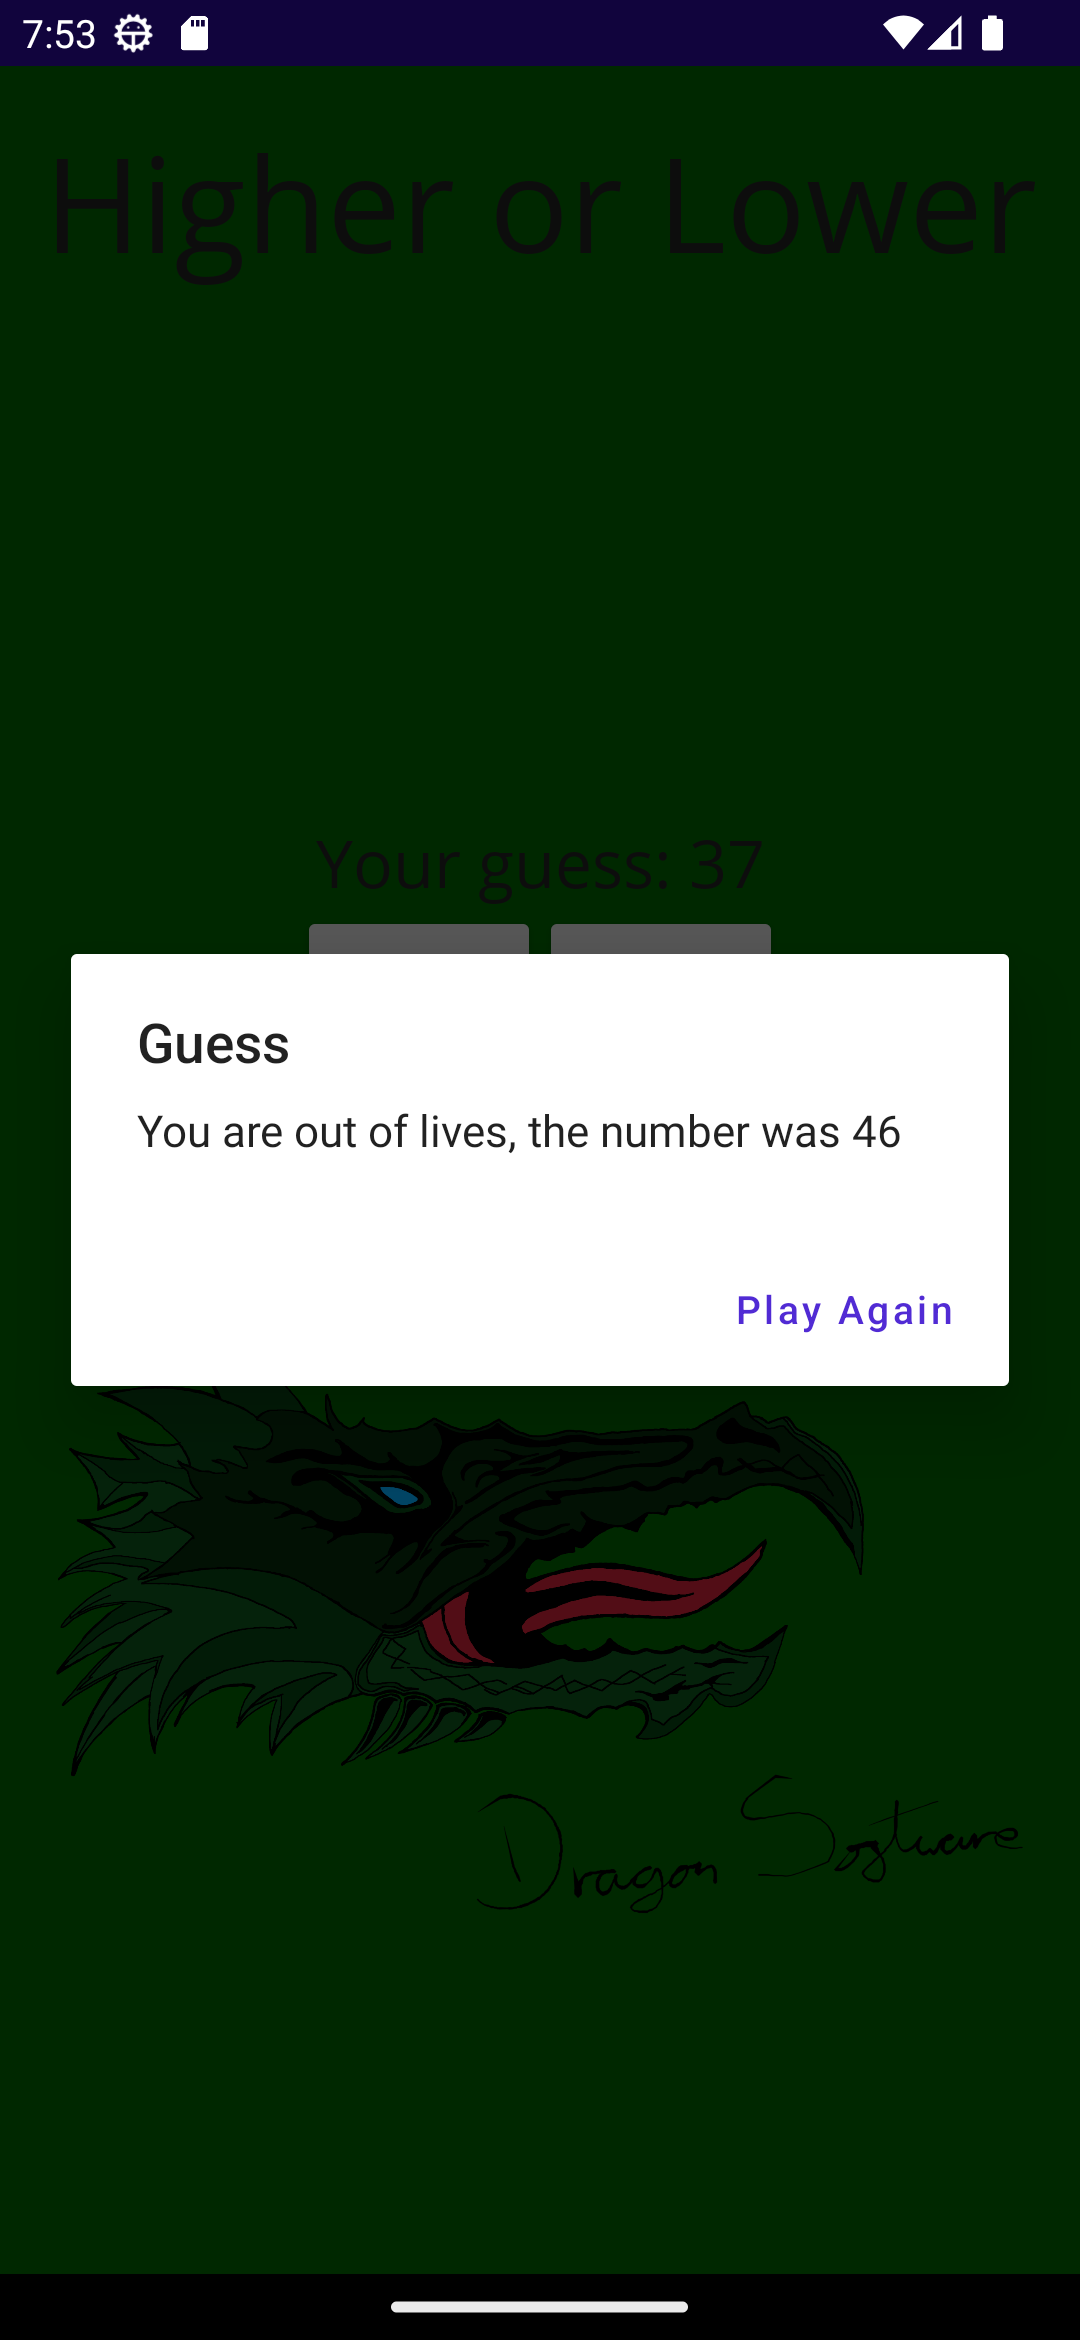 7:53
Higher or Lower
Your guess: 37
Guess
You are out of lives, the number was 46
Play Again
Dragon Software